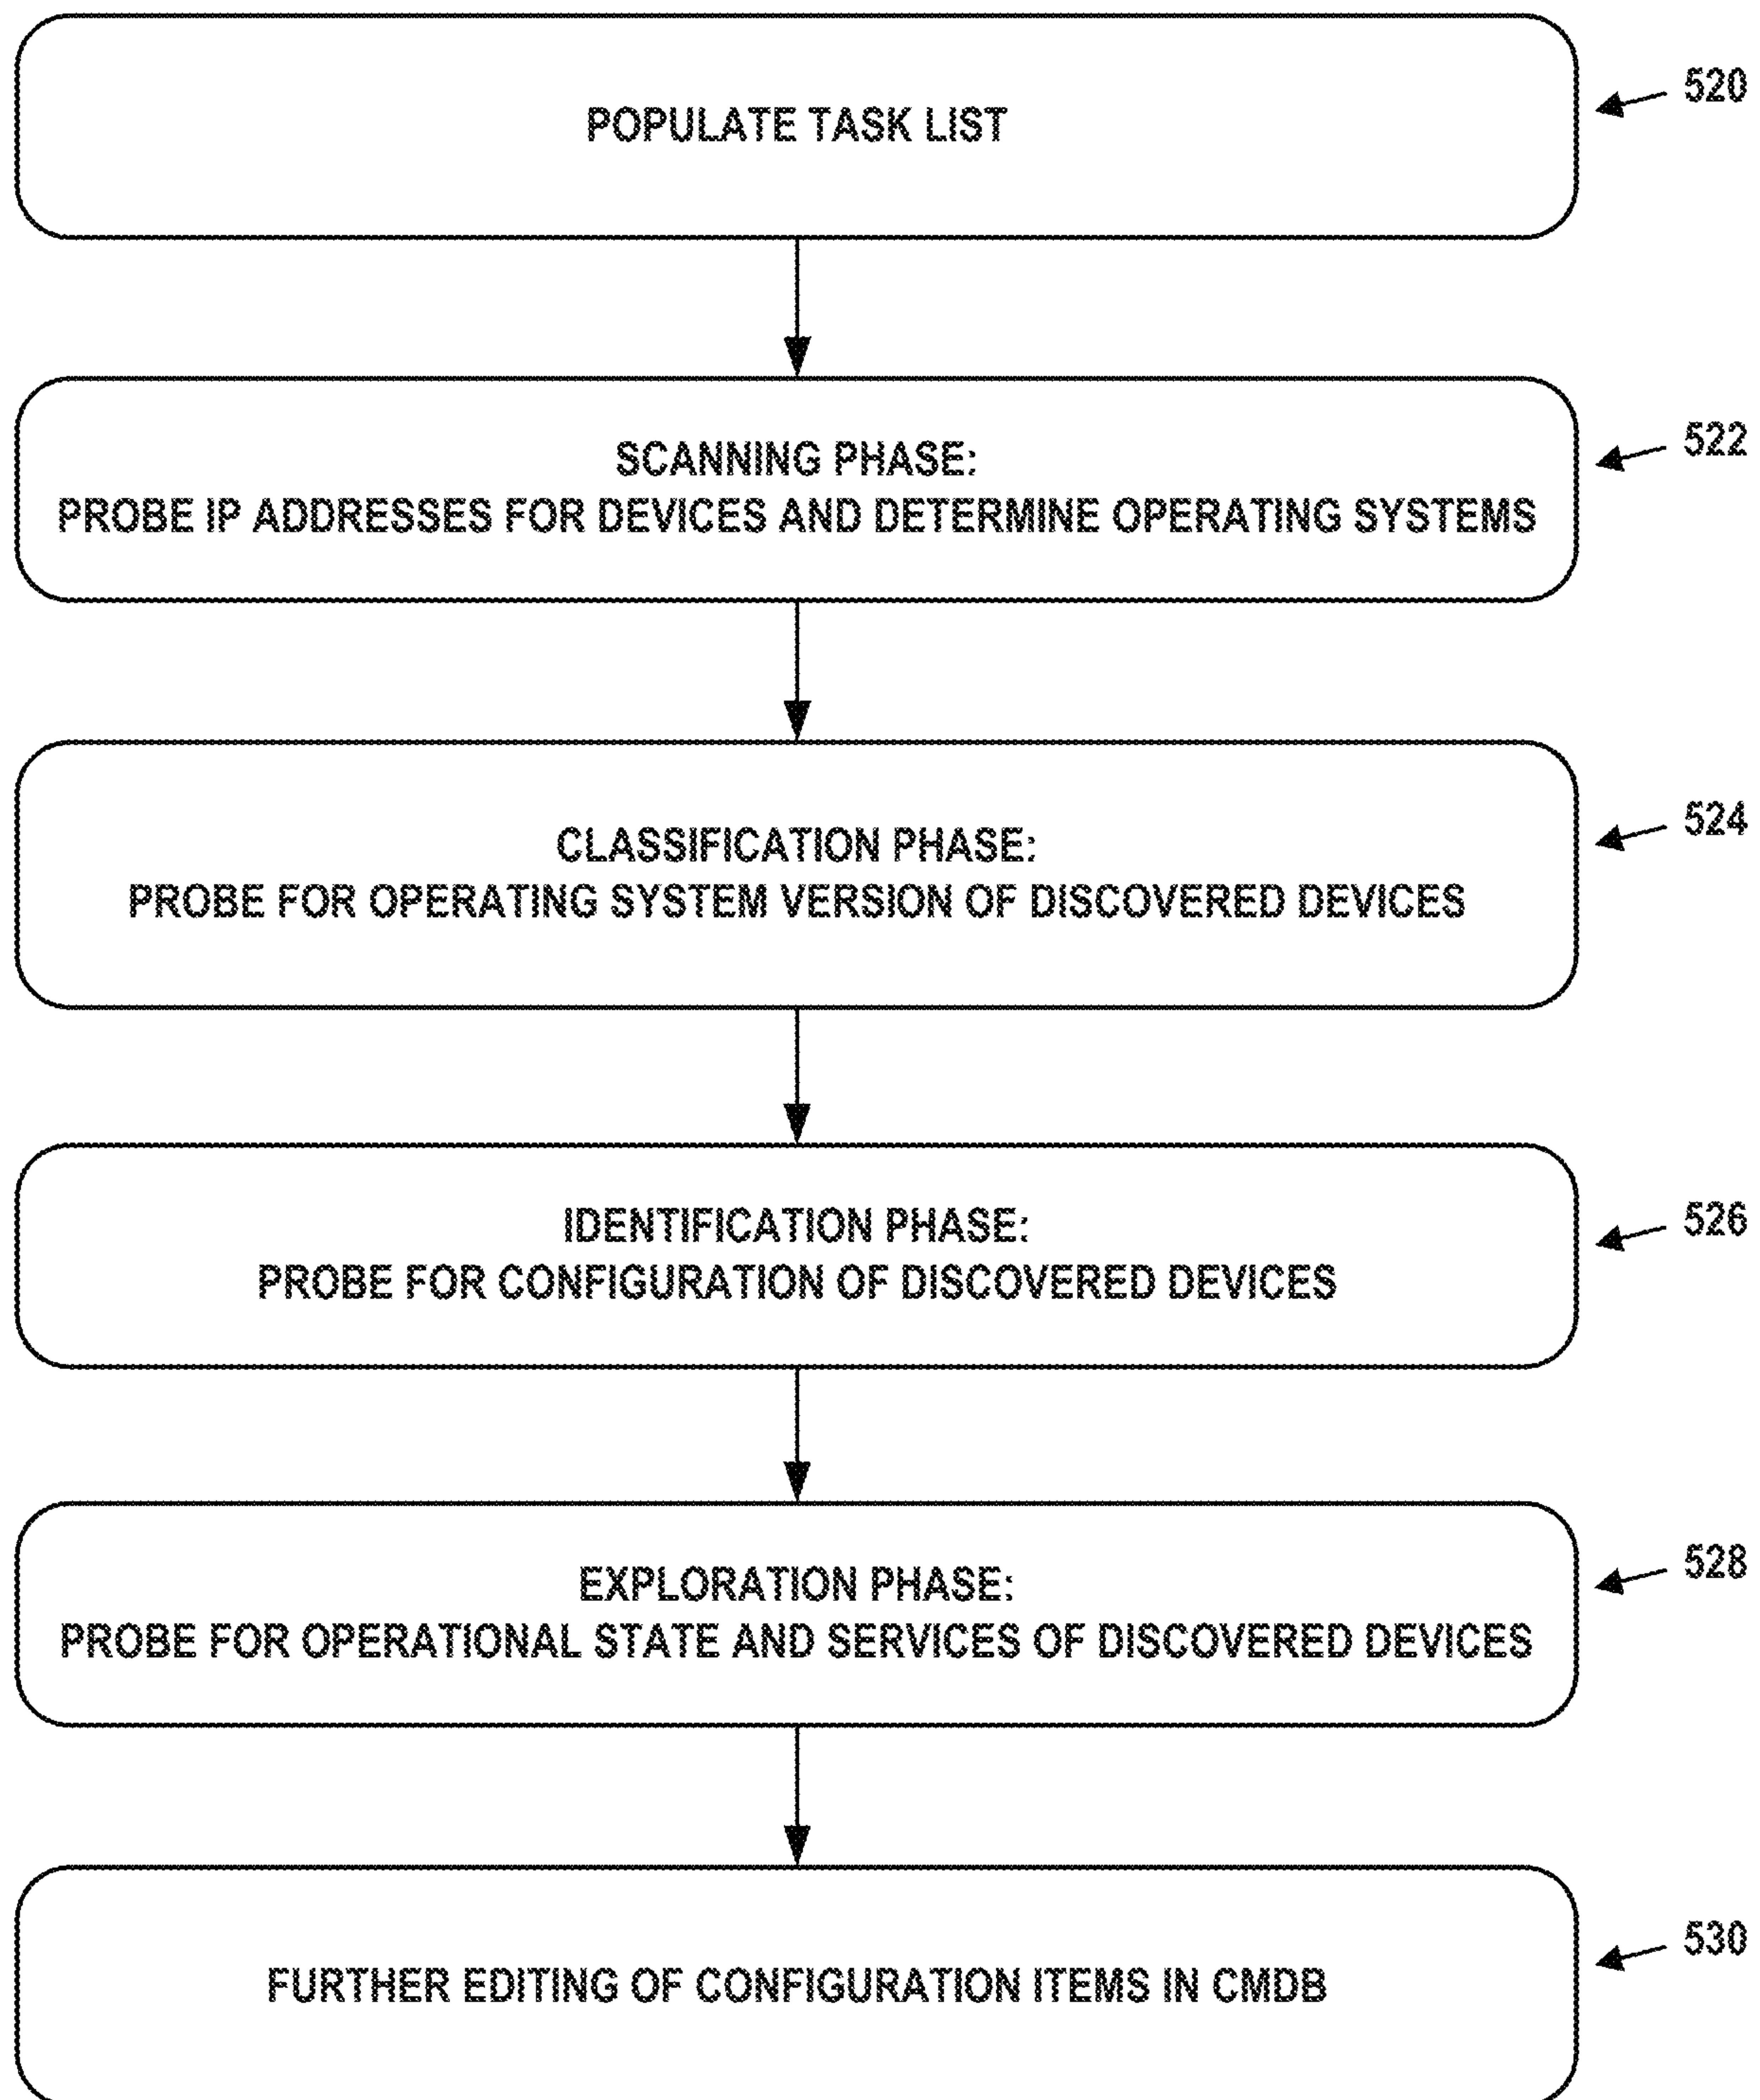 POPULATE TASK LIST
520
SCANNING PHASE:
PROBE IP ADDRESSES FOR DEVICES AND DETERMINE OPERATING SYSTEMS
522
CLASSIFICATION PHASE:
PROBE FOR OPERATING SYSTEM VERSION OF DISCOVERED DEVICES
524
IDENTIFICATION PHASE:
PROBE FOR CONFIGURATION OF DISCOVERED DEVICES
526
EXPLORATION PHASE:
PROBE FOR OPERATIONAL STATE AND SERVICES OF DISCOVERED DEVICES
528
FURTHER EDITING OF CONFIGURATION ITEMS IN CMDB
530